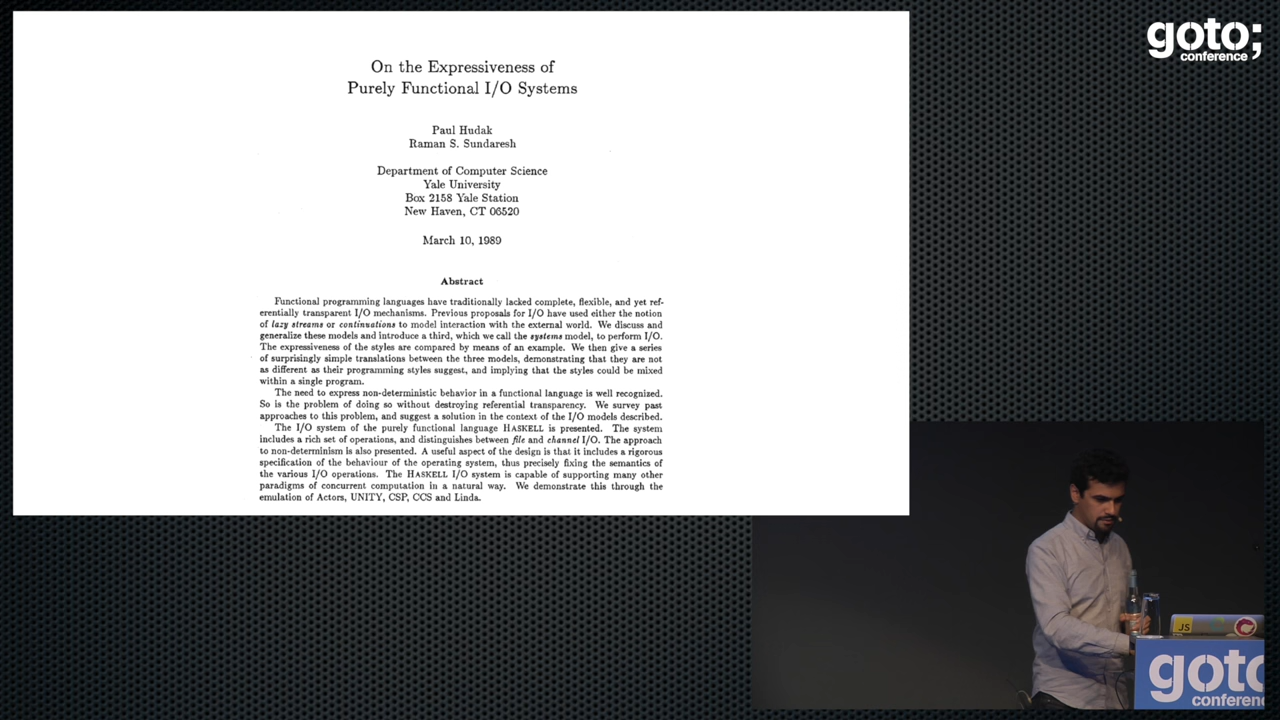 On the Expressiveness of
Purely Functional I/O Systems
Paul Hudak
Raman S. Sundaresh
Department of Computer Science
Yale University
Box 2158 Yale Station
New Haven, CT 06520
March 10, 1989
Abstract
Functional programming languages have traditionally lacked complete, flexible, and yet ref-
erentially transparent I/O mechanisms. Previous proposals for I/O have used either the notion
of lazy streams or continuations to model interaction with the external world. We discuss and
generalize these models and introduce a third, which we call the systems model, to perform I/O.
The expressiveness of the styles are compared by means of an example. We then give a series
of surprisingly simple translations between the three models, demonstrating that they are not
as different as their programming styles suggest, and implying that the styles could be mixed
within a single program.
The need to express non-deterministic behavior in a functional language is well recognized.
So is the problem of doing so without destroying referential transparency. We survey past
approaches to this problem, and suggest a solution in the context of the I/O models described.
The I/O system of the purely functional language HASKELL is presented. The system
includes a rich set of operations, and distinguishes between file and channel I/O. The approach
to non-determinism is also presented. A useful aspect of the design is that it includes a rigorous
specification of the behaviour of the operating system, thus precisely fixing the semantics of
the various I/O operations. The HASKELL I/O system is capable of supporting many other
paradigms of concurrent computation in a natural way. We demonstrate this through the
emulation of Actors, UNITY, CSP, CCS and Linda.
goto;
conference
JS
goto
conferenc